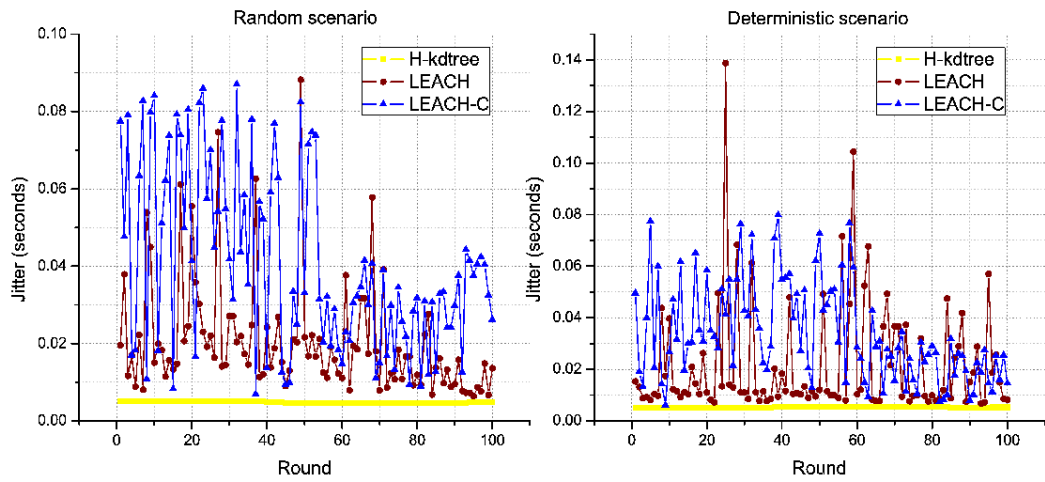 Random scenario
Jitter (seconds)
0.10
0.08
0.06
0.04
0.02
0.00
H-kdtree
LEACH
LEACH-C
0
20
40
60
80
100
Round
Deterministic scenario
Jitter (seconds)
0.14
0.12
0.10
0.08
0.06
0.04
0.02
0.00
H-kdtree
LEACH
LEACH-C
0
20
40
60
80
100
Round